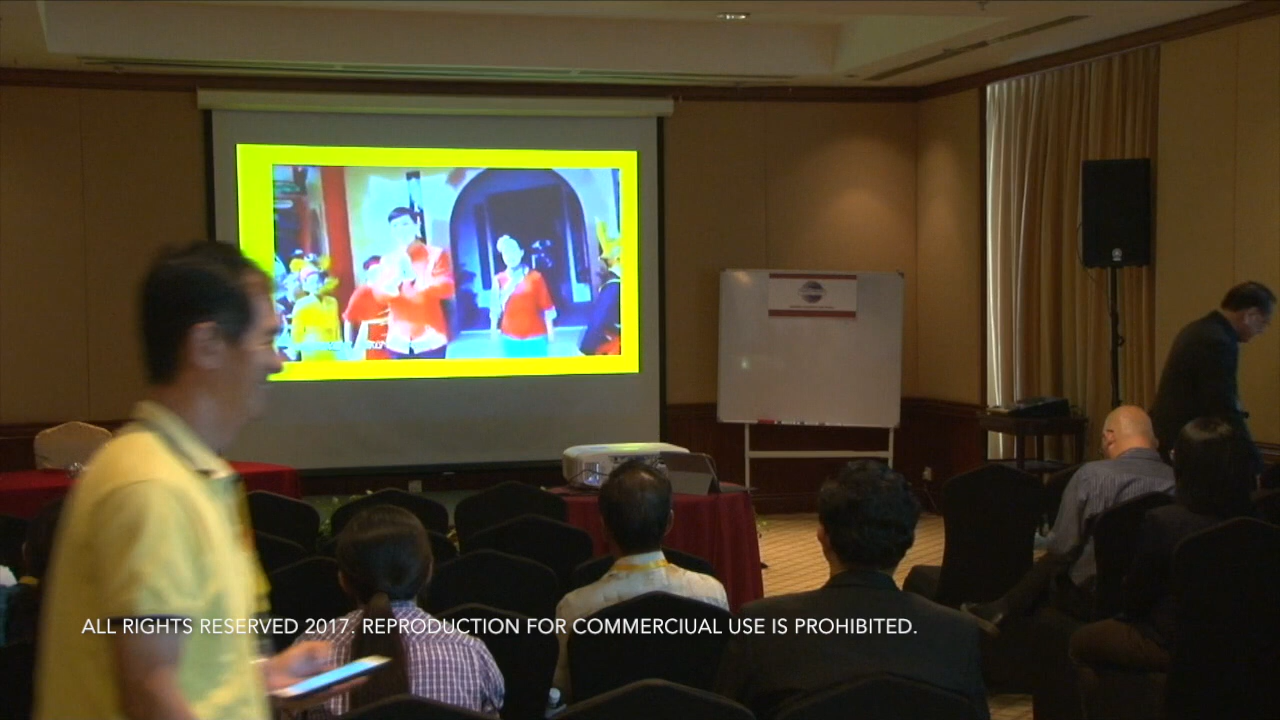 ALL RIGHTS RESERVED 2017. REPRODUCTION FOR COMMERCIUAL USE IS PROHIBITED.